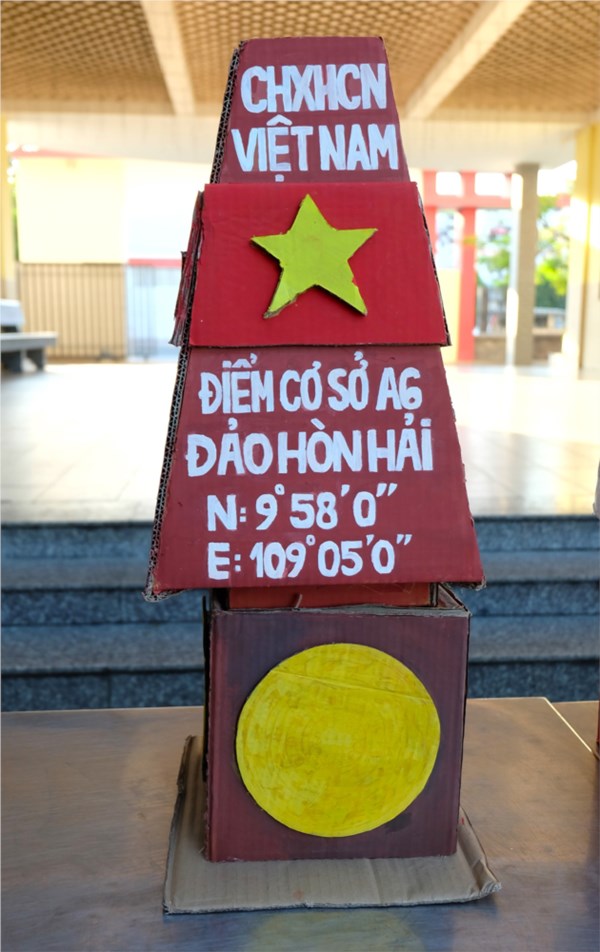 CHXHCN
VIỆT NAM
ĐIỂM CƠ SỞ A6
ĐẢO HÒN HẢI
N: 9° 58' 0"
E: 109° 05' 0"